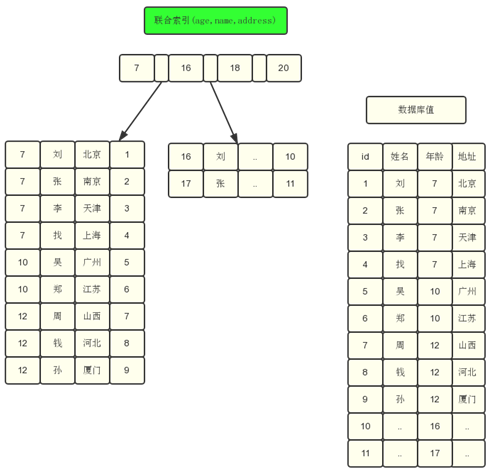 联合索引(age,name,address)
7 16 18 20
数据库值
7 刘 北京 1
7 张 南京 2
7 李 天津 3
7 找 上海 4
10 吴 广州 5
10 郑 江苏 6
12 周 山西 7
12 钱 河北 8
12 孙 厦门 9
16 刘 .. 10
17 张 .. 11
id 姓名 年龄 地址
1 刘 7 北京
2 张 7 南京
3 李 7 天津
4 找 7 上海
5 吴 10 广州
6 郑 10 江苏
7 周 12 山西
8 钱 12 河北
9 孙 12 厦门
10 .. 16 ..
11 .. 17 ..